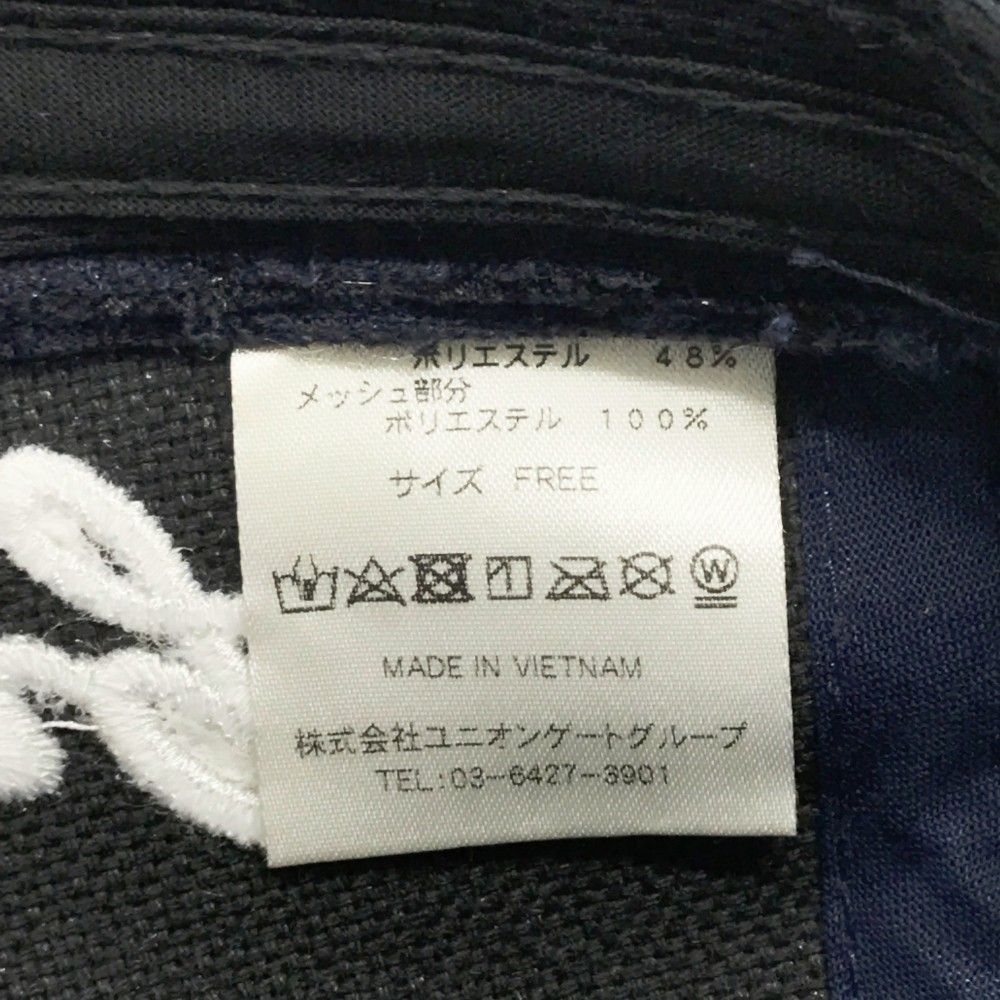 ポリエステル 48%
メッシュ部分
ポリエステル 100%
サイズ FREE
W
MADE IN VIETNAM
株式会社ユニオンゲートグループ
TEL:03-6427-3901